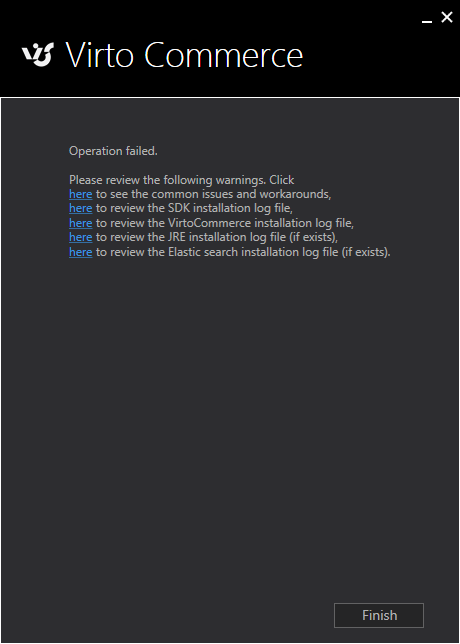 Virto Commerce
Operation failed.
Please review the following warnings. Click
here to see the common issues and workarounds,
here to review the SDK installation log file,
here to review the VirtoCommerce installation log file,
here to review the JRE installation log file (if exists),
here to review the Elastic search installation log file (if exists).
Finish